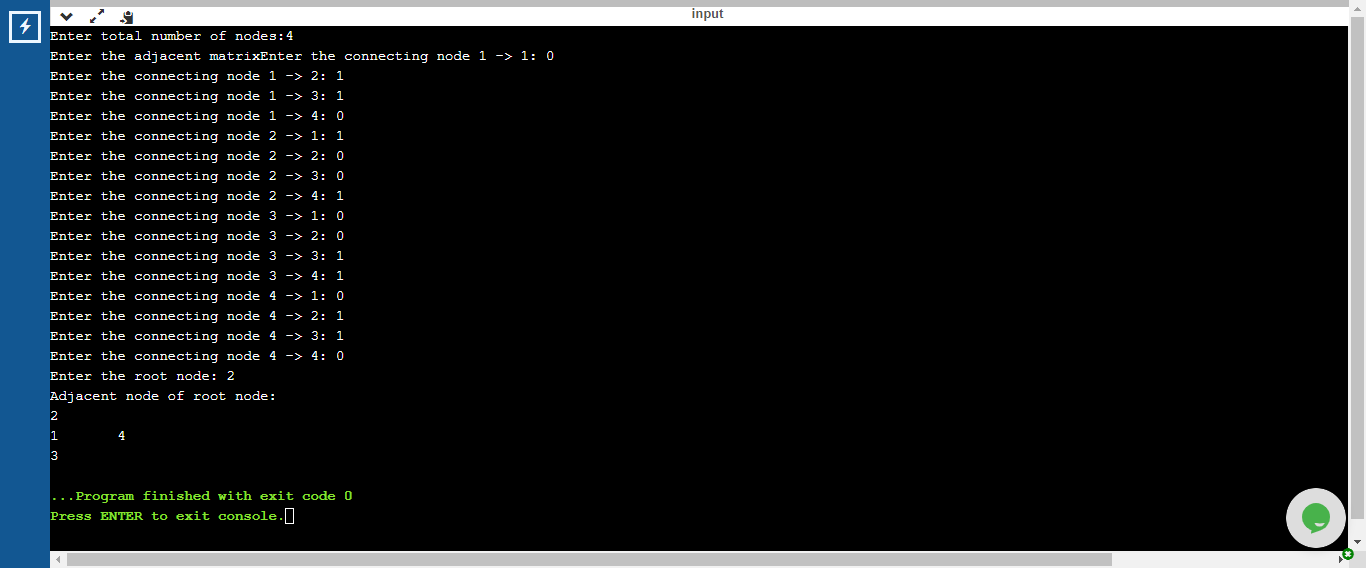 input
Enter total number of nodes:4
Enter the adjacent matrixEnter the connecting node 1 -> 1: 0
Enter the connecting node 1 -> 2: 1
Enter the connecting node 1 -> 3: 1
Enter the connecting node 1 -> 4: 0
Enter the connecting node 2 -> 1: 1
Enter the connecting node 2 -> 2: 0
Enter the connecting node 2 -> 3: 0
Enter the connecting node 2 -> 4: 1
Enter the connecting node 3 -> 1: 0
Enter the connecting node 3 -> 2: 0
Enter the connecting node 3 -> 3: 1
Enter the connecting node 3 -> 4: 1
Enter the connecting node 4 -> 1: 0
Enter the connecting node 4 -> 2: 1
Enter the connecting node 4 -> 3: 1
Enter the connecting node 4 -> 4: 0
Enter the root node: 2
Adjacent node of root node:
2
1       4
3
...Program finished with exit code 0
Press ENTER to exit console.